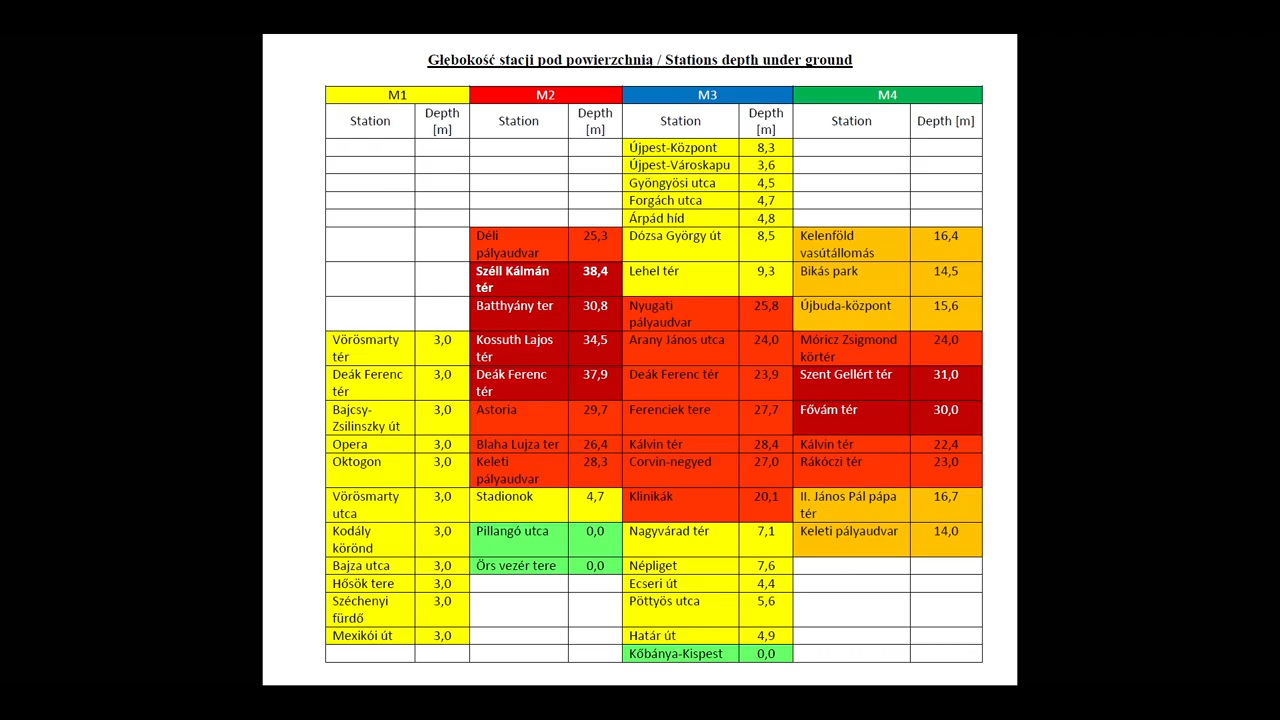 Głębokość stacji pod powierzchnią / Stations depth under ground
M1 M2 M3 M4
Station Depth [m] Station Depth [m] Station Depth [m] Station Depth [m]
Újpest-Központ 8,3
Újpest-Városkapu 3,6
Gyöngyösi utca 4,5
Forgách utca 4,7
Árpád híd 4,8
Déli pályaudvar 25,3 Dózsa György út 8,5 Kelenföld vasútállomás 16,4
Széll Kálmán tér 38,4 Lehel tér 9,3 Bikás park 14,5
Batthyány ter 30,8 Nyugati pályaudvar 25,8 Újbuda-központ 15,6
Vörösmarty tér 3,0 Kossuth Lajos tér 34,5 Arany János utca 24,0 Móricz Zsigmond körtér 24,0
Deák Ferenc tér 3,0 Deák Ferenc tér 37,9 Deák Ferenc tér 23,9 Szent Gellért tér 31,0
Bajcsy-Zsilinszky út 3,0 Astoria 29,7 Ferenciek tere 27,7 Fővám tér 30,0
Opera 3,0 Blaha Lujza ter 26,4 Kálvin tér 28,4 Kálvin tér 22,4
Oktogon 3,0 Keleti pályaudvar 28,3 Corvin-negyed 27,0 Rákóczi tér 23,0
Vörösmarty utca 3,0 Stadionok 4,7 Klinikák 20,1 II. János Pál pápa tér 16,7
Kodály körönd 3,0 Pillangó utca 0,0 Nagyvárad tér 7,1 Keleti pályaudvar 14,0
Bajza utca 3,0 Örs vezér tere 0,0 Népliget 7,6
Hősök tere 3,0 Ecseri út 4,4
Széchenyi fürdő 3,0 Pöttyös utca 5,6
Mexikói út 3,0 Határ út 4,9
Kőbánya-Kispest 0,0